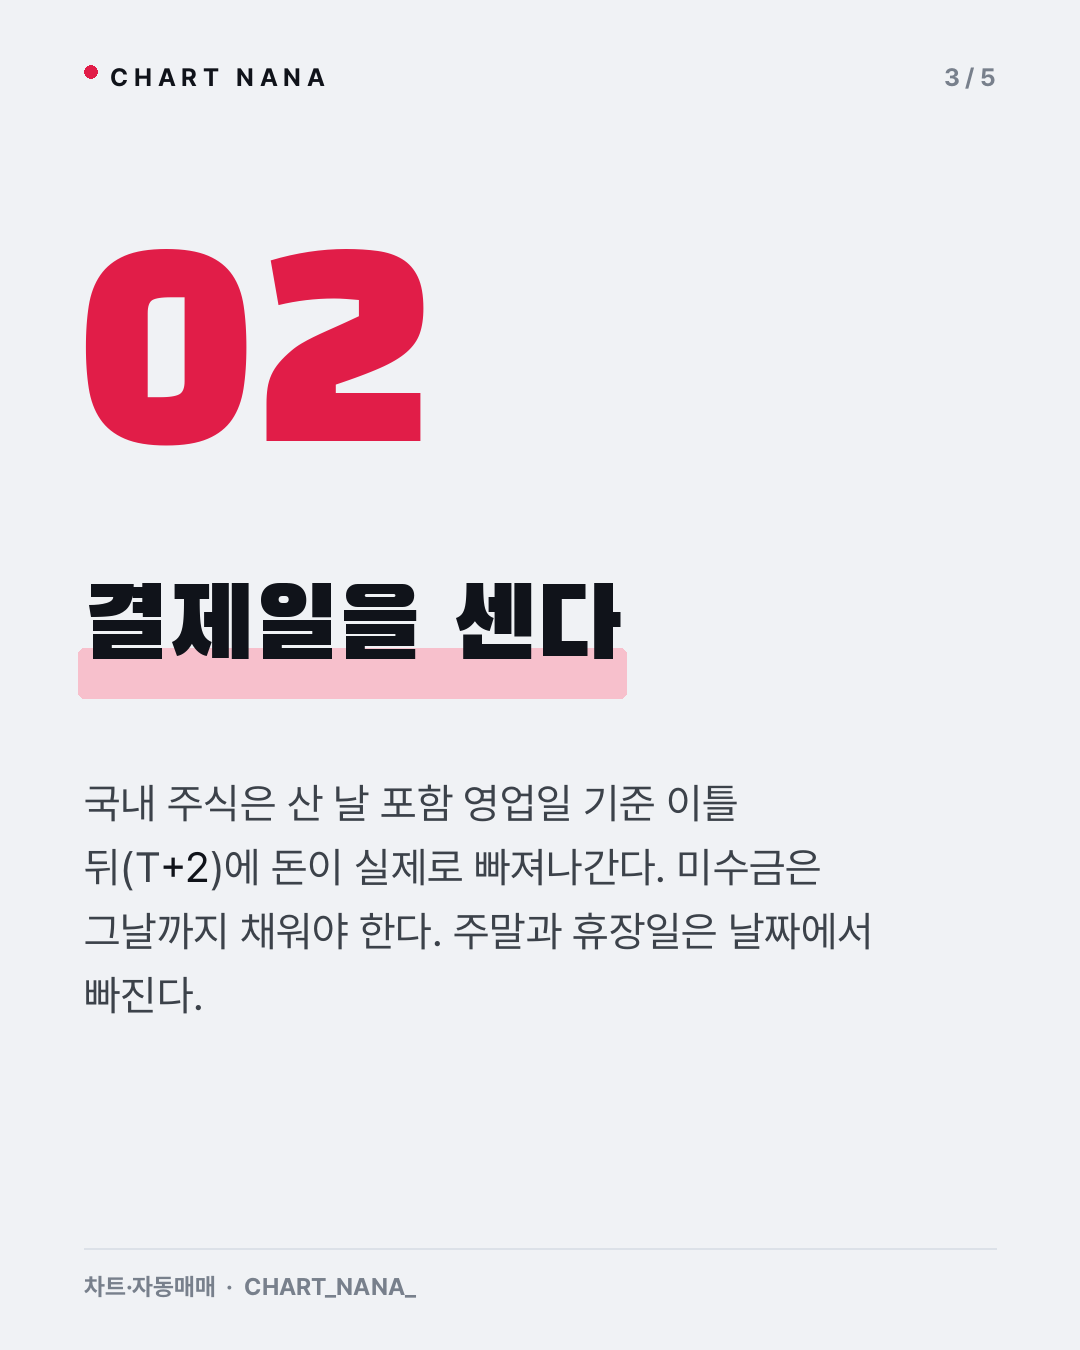 CHART NANA
3/5
02
결제일을 센다
국내 주식은 산 날 포함 영업일 기준 이틀
뒤(T+2)에 돈이 실제로 빠져나간다. 미수금은
그날까지 채워야 한다. 주말과 휴장일은 날짜에서
빠진다.
차트·자동매매 · CHART_NANA_